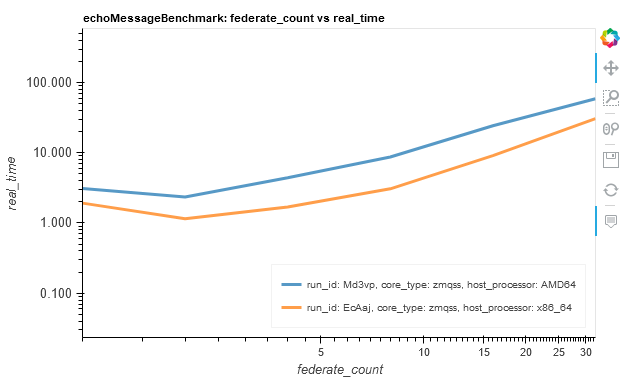 echoMessageBenchmark: federate_count vs real_time
100.000
10.000
1.000
0.100
real_time
run_id: Md3vp, core_type: zmqss, host_processor: AMD64
run_id: EcAaj, core_type: zmqss, host_processor: x86_64
5 10 15 20 25 30
federate_count